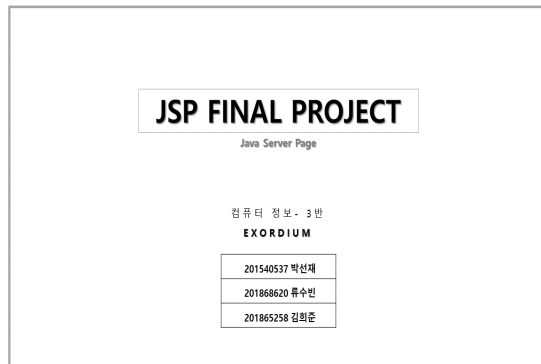 JSP FINAL PROJECT
Java Server Page
컴퓨터 정보- 3반
EXORDIUM
201540537 박선재
201868620 류수빈
201865258 김희준